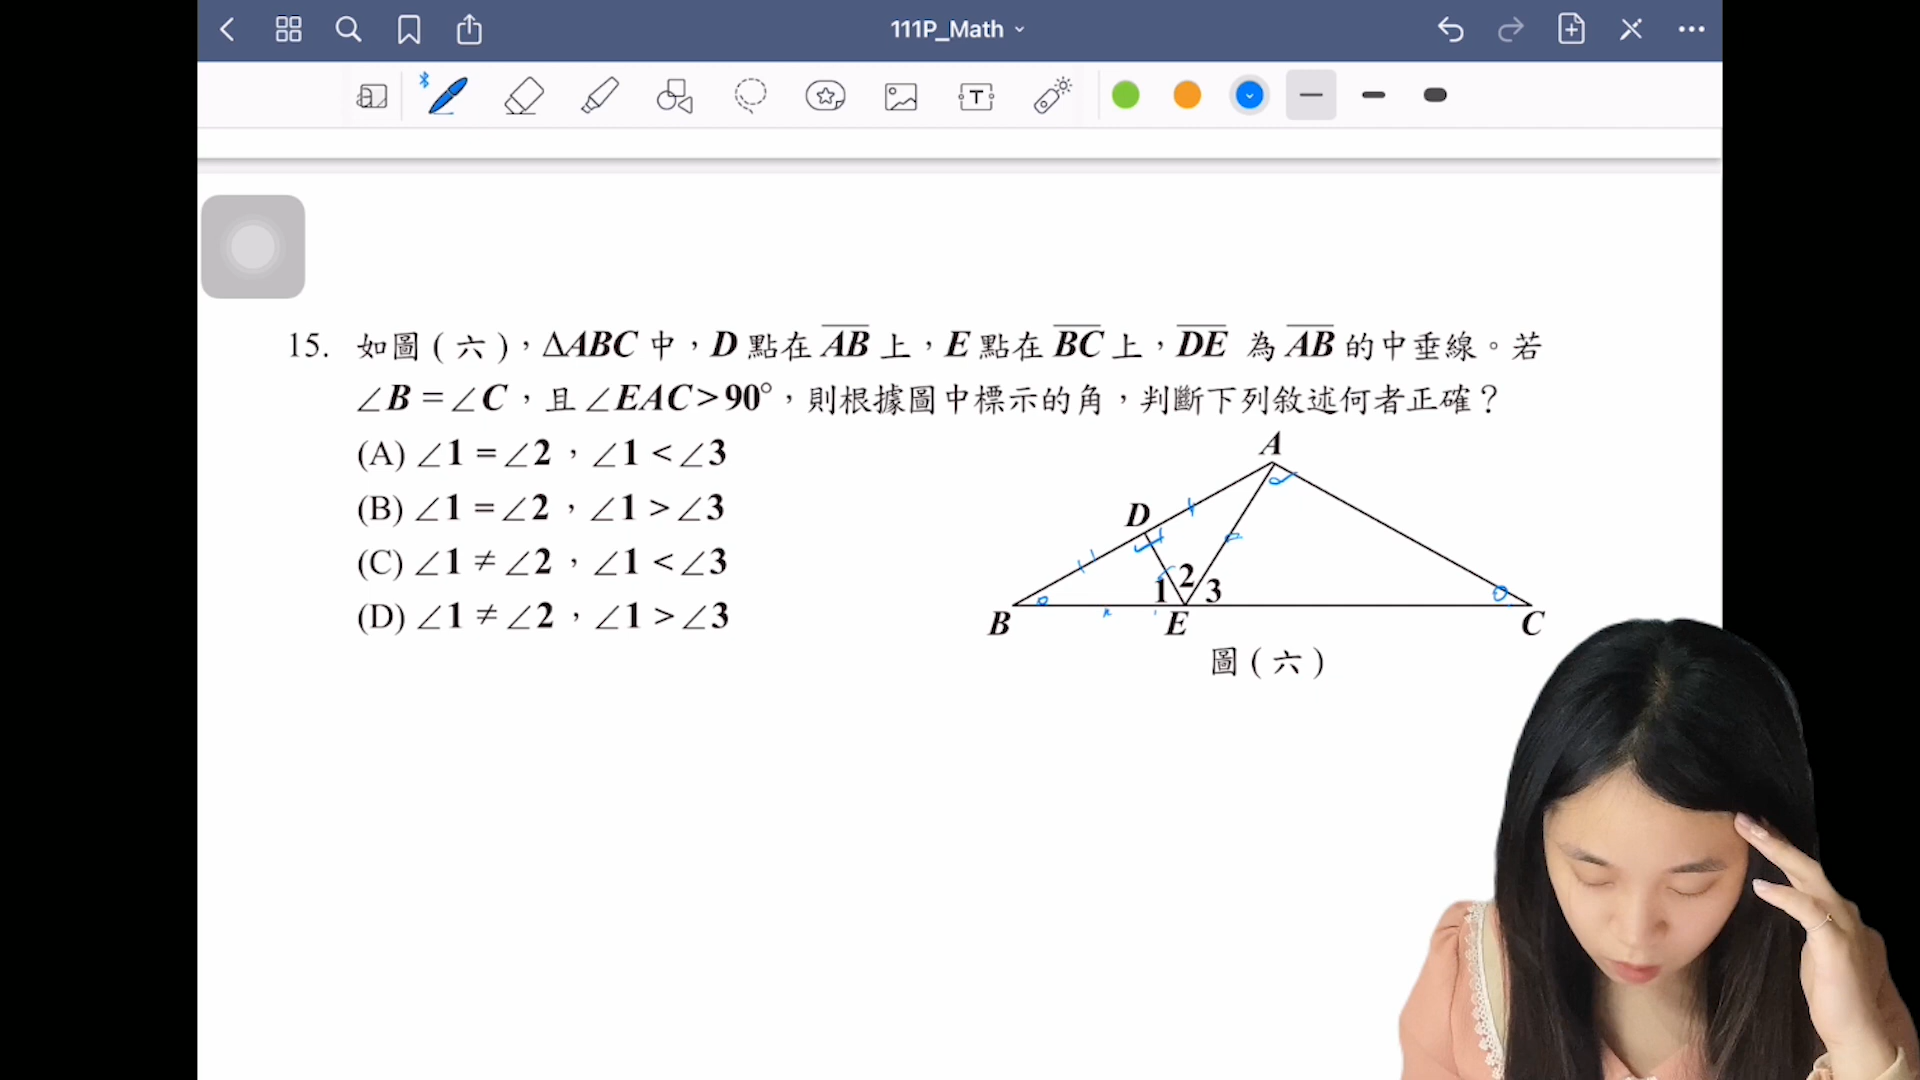 111P_Math
15. 如圖(六),ΔABC 中,D 點在 AB 上,E 點在 BC 上,DE 為 AB 的中垂線。若
∠B=∠C,且∠EAC>90°,則根據圖中標示的角,判斷下列敘述何者正確?
(A) ∠1=∠2,∠1<∠3
(B) ∠1=∠2,∠1>∠3
(C) ∠1≠∠2,∠1<∠3
(D) ∠1≠∠2,∠1>∠3
A
D
1 2 3
B E C
圖(六)